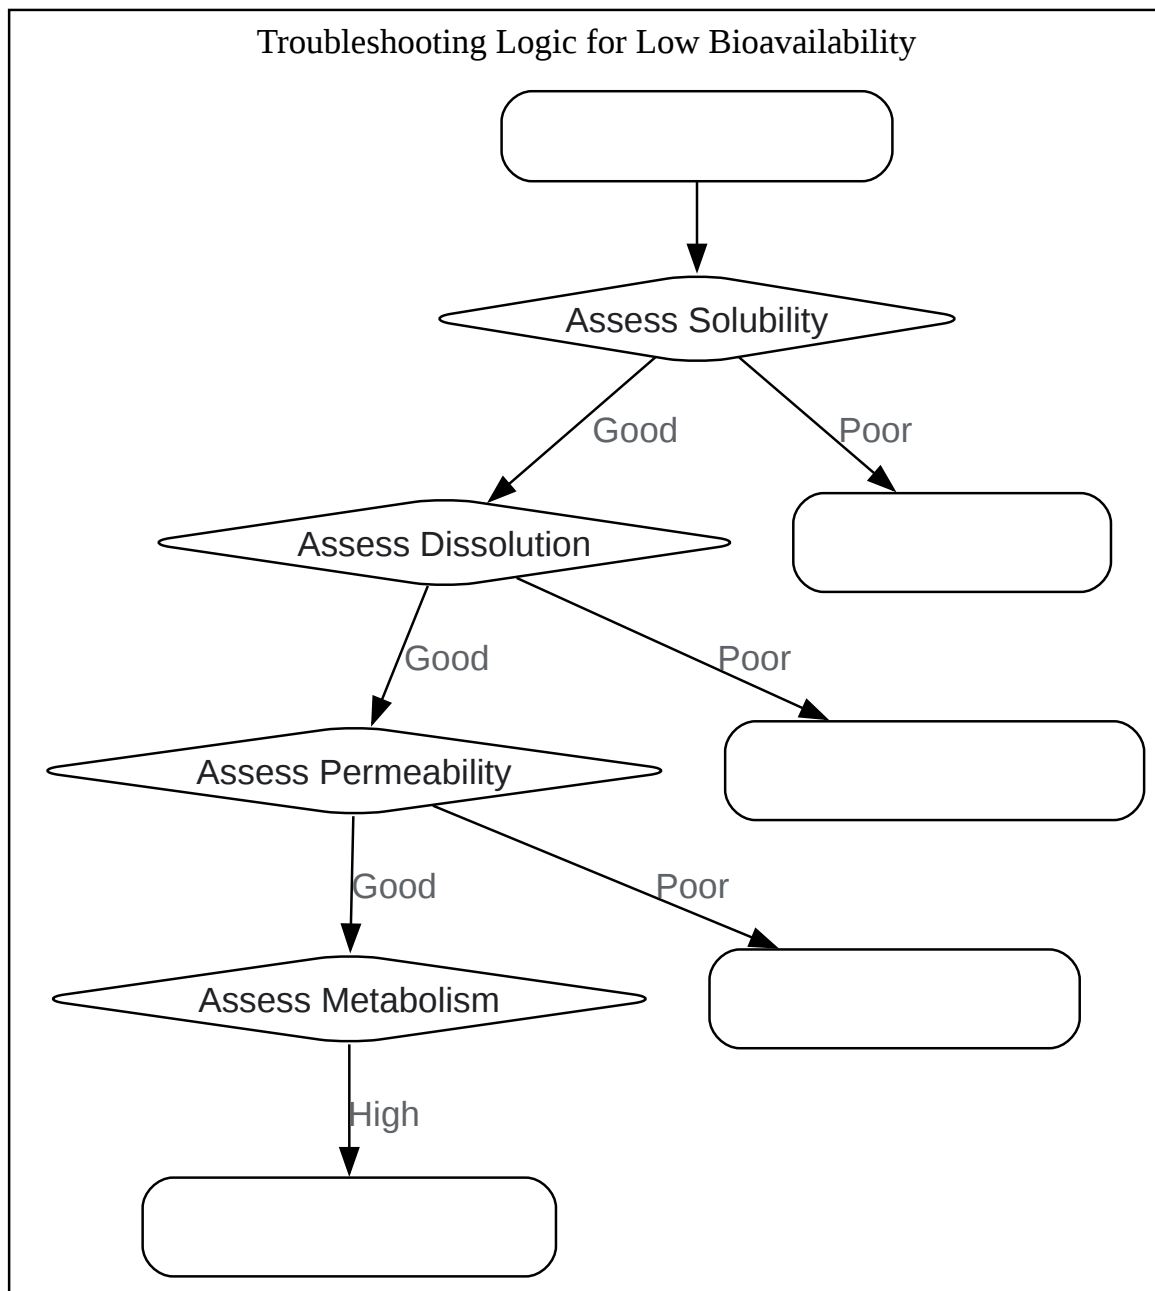 Troubleshooting Logic for Low Bioavailability
Assess Solubility
Good
Poor
Assess Dissolution
Good
Poor
Assess Permeability
Good
Poor
Assess Metabolism
High